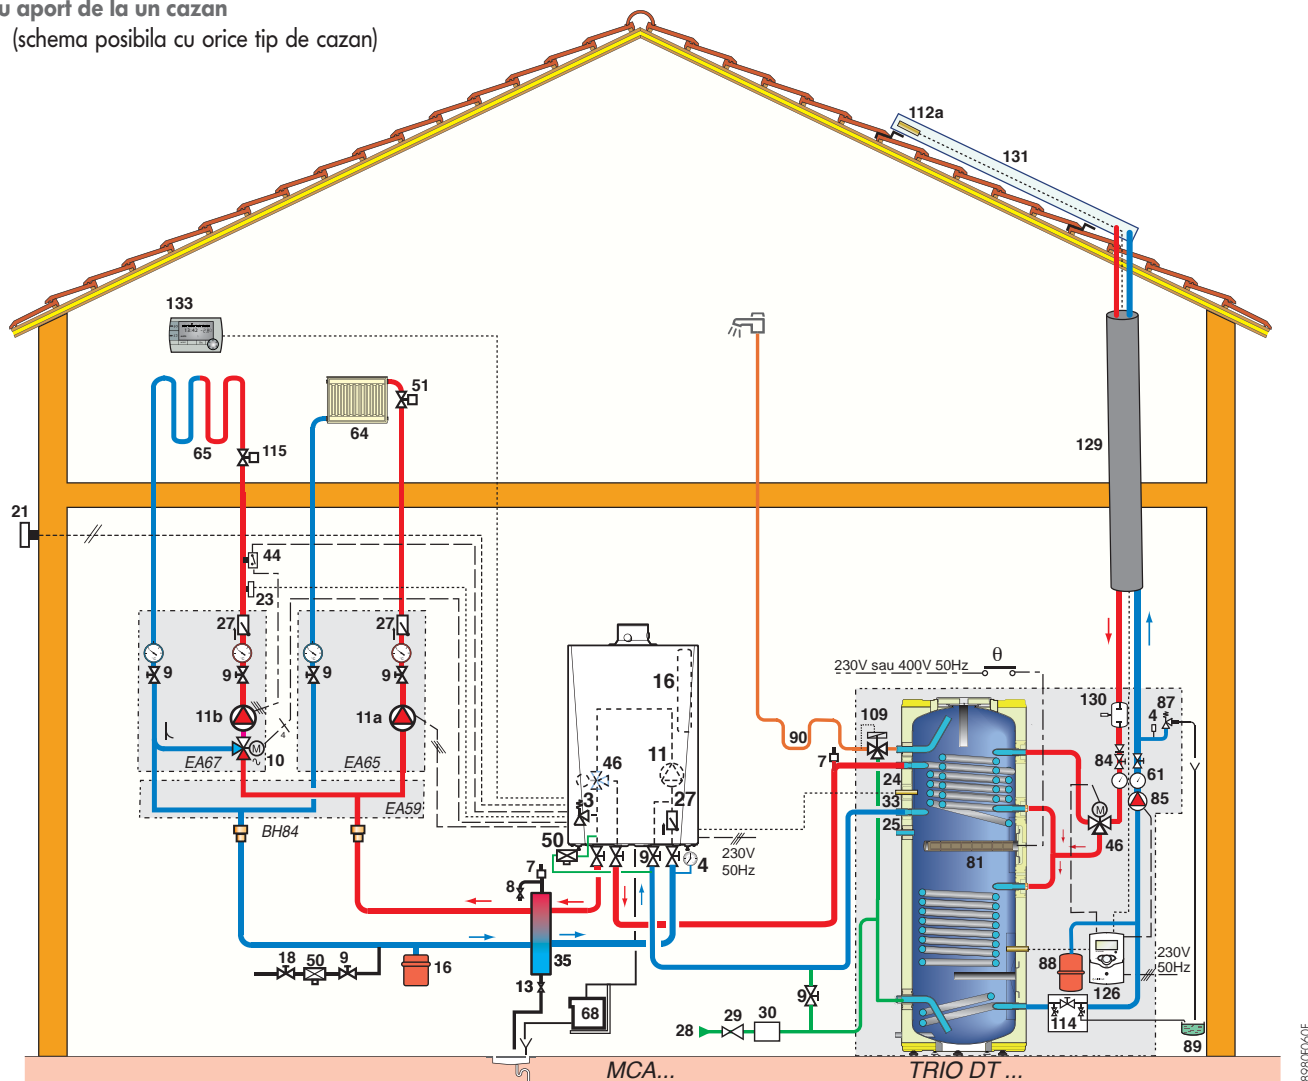 u aport de la un cazan
(schema posibila cu orice tip de cazan)
112a
131
133
51
64
65
115
129
21
44
23
27
27
16
230V sau 400V 50Hz
θ
130
87
4
9
9
9
9
109
11b
11a
90
7
84
61
M
10
11
46
24
85
EA67
EA65
3
27
33
M
EA59
25
46
BH84
50
9
4
230V
50Hz
81
7
8
18
50
9
16
35
88
230V
50Hz
13
9
126
68
28
29
30
114
89
MCA...
TRIO DT ...